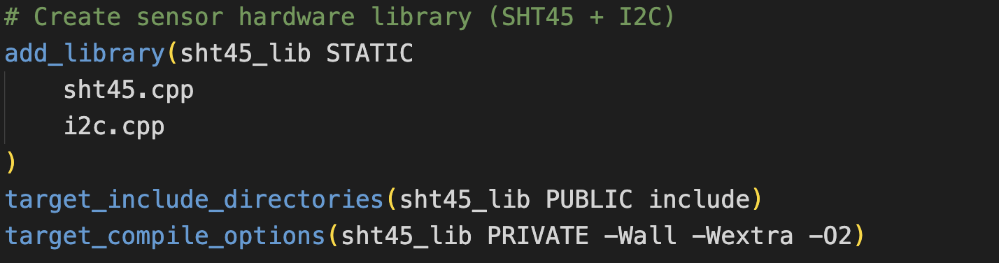 # Create sensor hardware library (SHT45 + I2C)
add_library(sht45_lib STATIC
    sht45.cpp
    i2c.cpp
)
target_include_directories(sht45_lib PUBLIC include)
target_compile_options(sht45_lib PRIVATE -Wall -Wextra -O2)